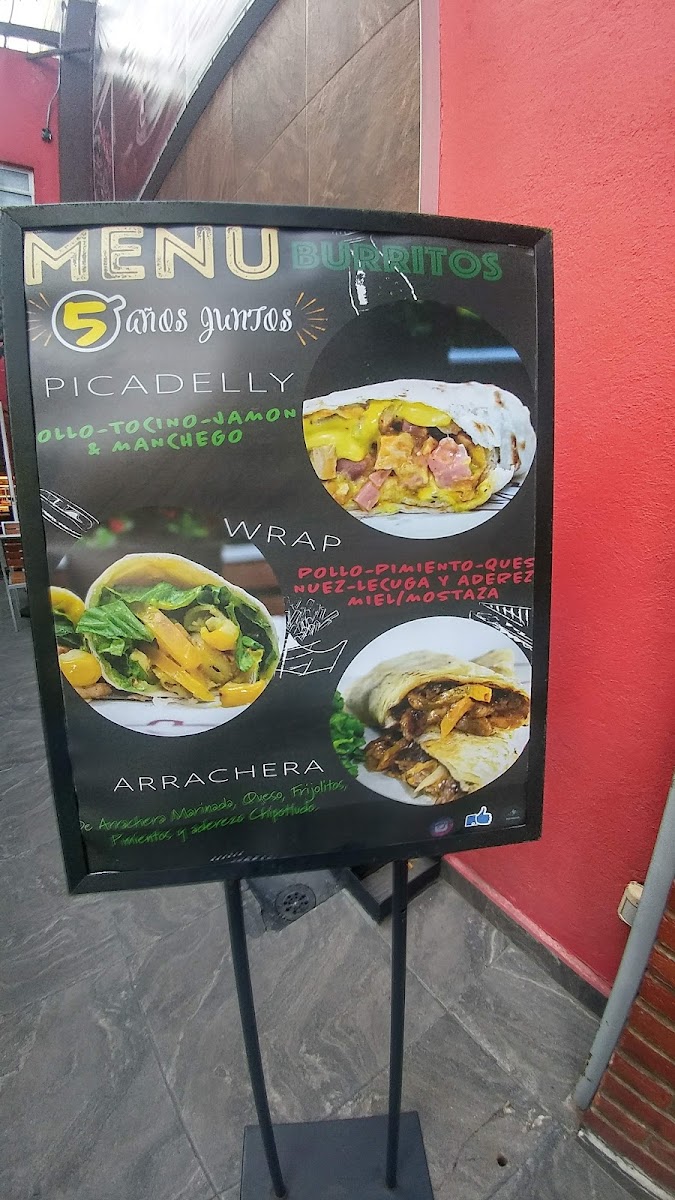 MENU BURRITOS
5 años juntos
PICADELLY
OLLO-TOCINO-JAMON
& MANCHEGO
WRAP
POLLO-PIMIENTO-QUES
NUEZ-LECUGA Y ADEREZ
MIEL/MOSTAZA
ARRACHERA
De Arrachera Marinada, Queso, Frijolitos,
Pimientos y aderezo Chipotludo.